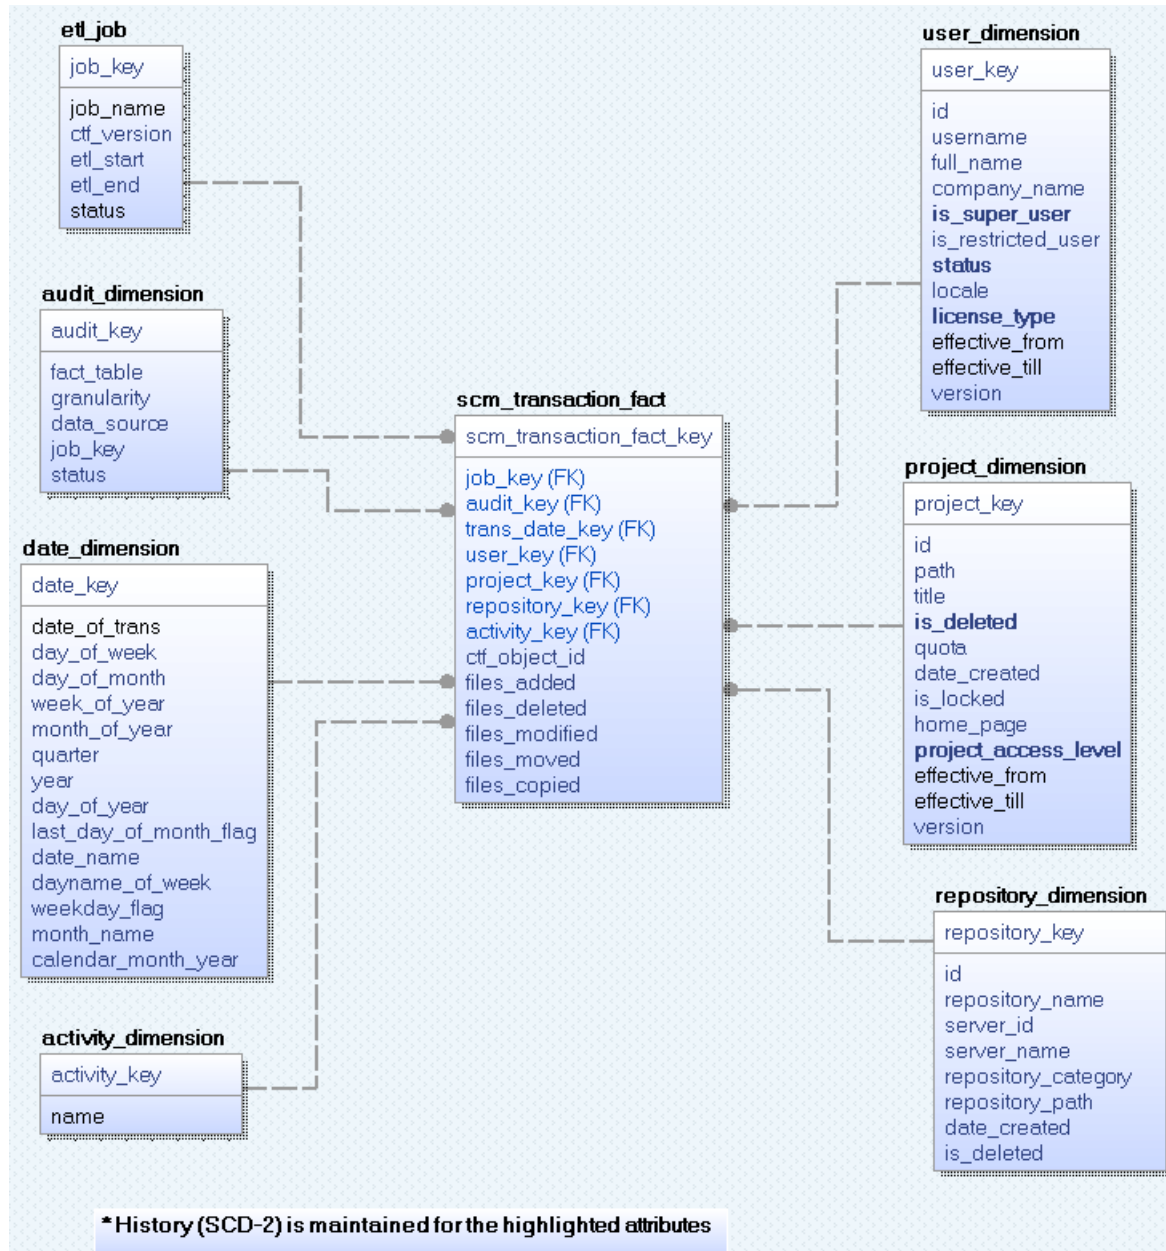 etl_job
job_key
job_name
ctf_version
etl_start
etl_end
status
audit_dimension
audit_key
fact_table
granularity
data_source
job_key
status
date_dimension
date_key
date_of_trans
day_of_week
day_of_month
week_of_year
month_of_year
quarter
year
day_of_year
last_day_of_month_flag
date_name
dayname_of_week
weekday_flag
month_name
calendar_month_year
activity_dimension
activity_key
name
scm_transaction_fact
scm_transaction_fact_key
job_key (FK)
audit_key (FK)
trans_date_key (FK)
user_key (FK)
project_key (FK)
repository_key (FK)
activity_key (FK)
ctf_object_id
files_added
files_deleted
files_modified
files_moved
files_copied
user_dimension
user_key
id
username
full_name
company_name
is_super_user
is_restricted_user
status
locale
license_type
effective_from
effective_till
version
project_dimension
project_key
id
path
title
is_deleted
quota
date_created
is_locked
home_page
project_access_level
effective_from
effective_till
version
repository_dimension
repository_key
id
repository_name
server_id
server_name
repository_category
repository_path
date_created
is_deleted
* History (SCD-2) is maintained for the highlighted attributes